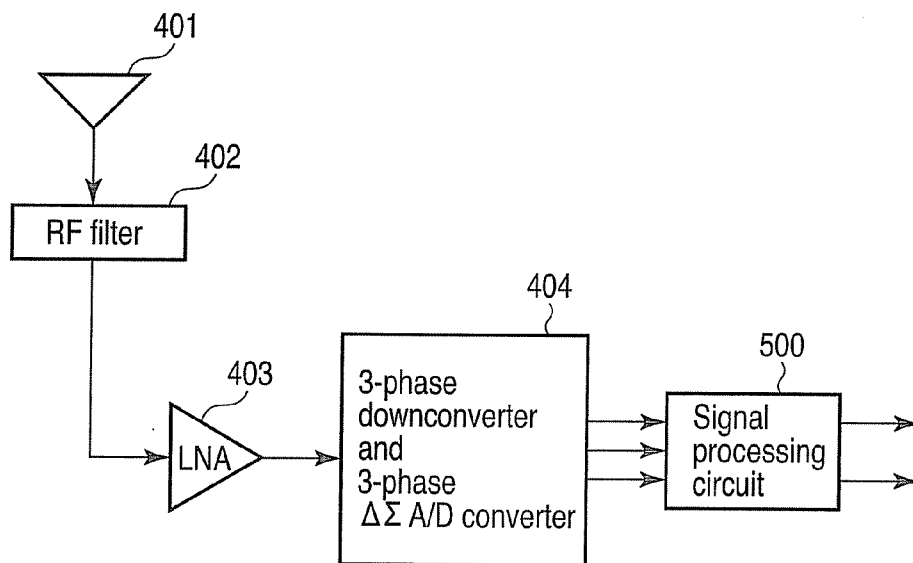 401
402
RF filter
403
LNA
404
3-phase
downconverter
and
3-phase
ΔΣ A/D converter
500
Signal
processing
circuit